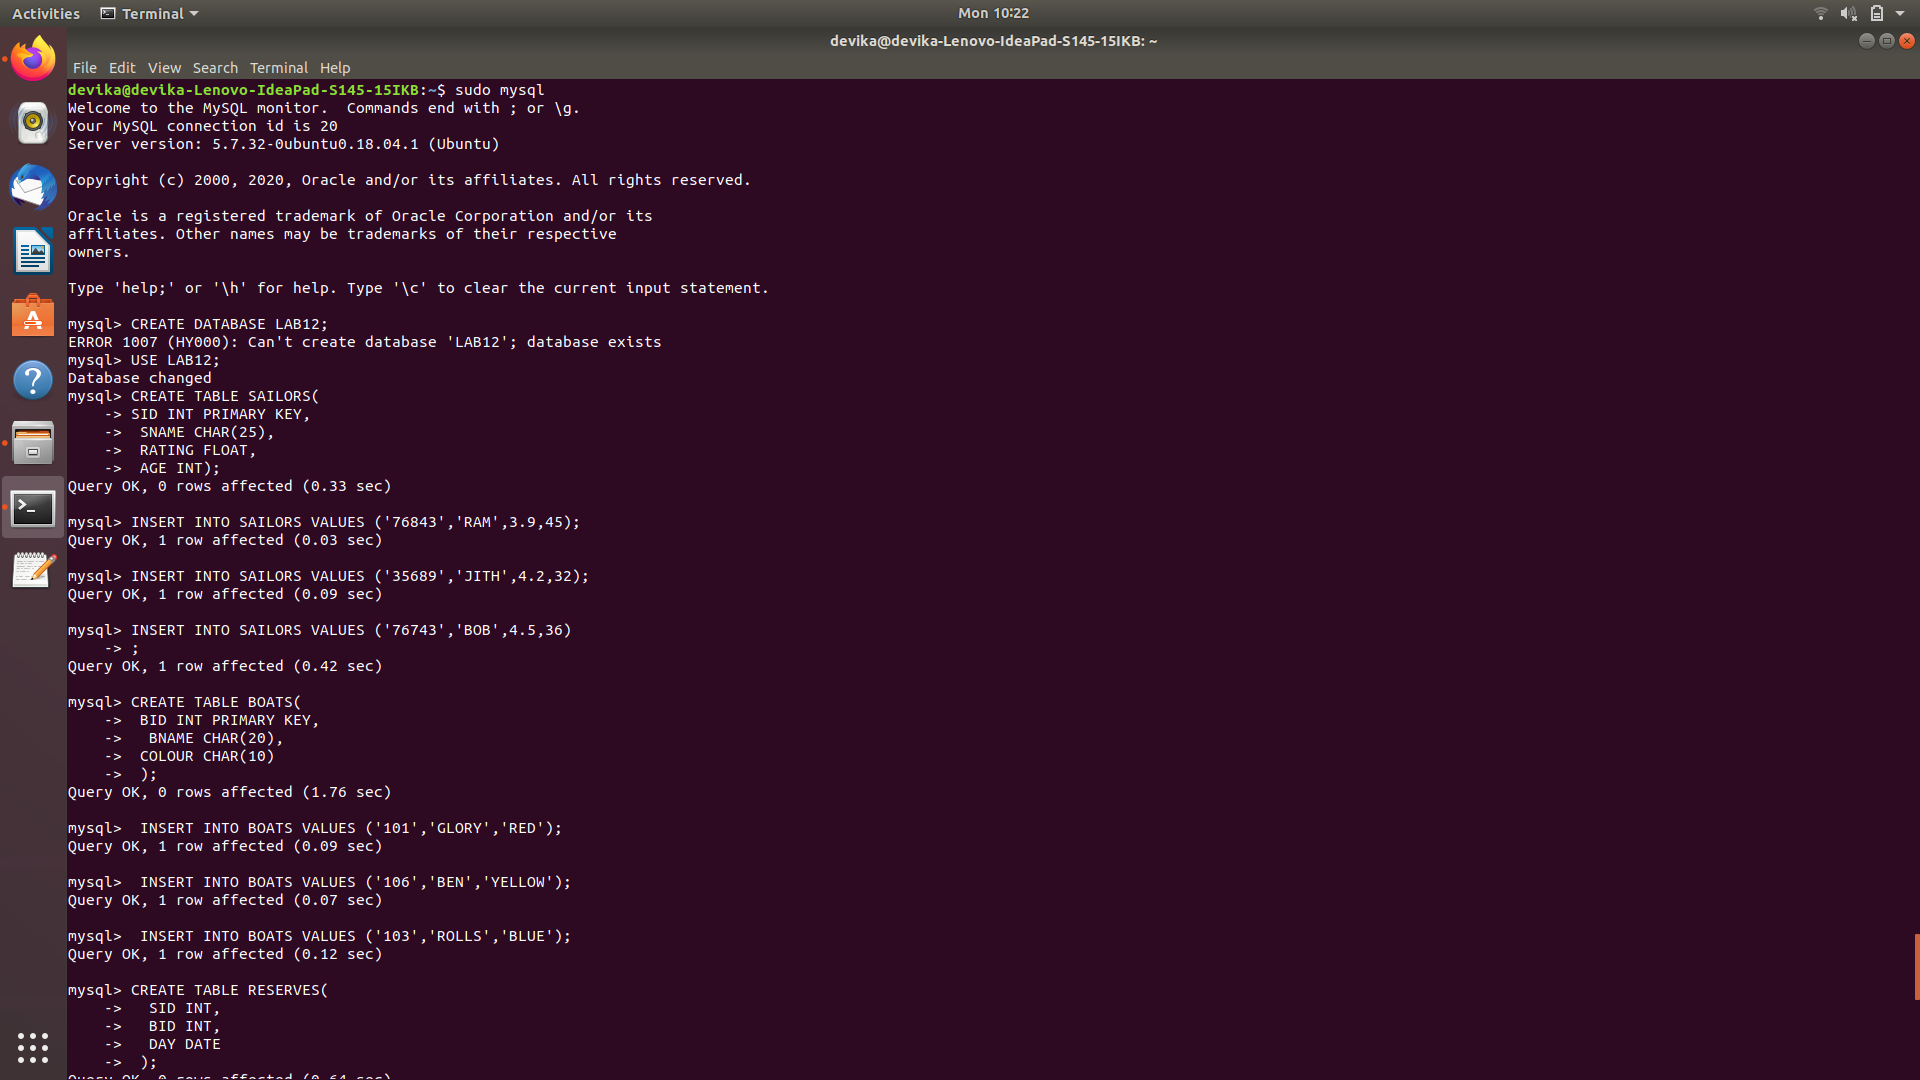 Activities Terminal Mon 10:22
devika@devika-Lenovo-IdeaPad-S145-15IKB: ~
File Edit View Search Terminal Help
devika@devika-Lenovo-IdeaPad-S145-15IKB:~$ sudo mysql
Welcome to the MySQL monitor.  Commands end with ; or \g.
Your MySQL connection id is 20
Server version: 5.7.32-0ubuntu0.18.04.1 (Ubuntu)
Copyright (c) 2000, 2020, Oracle and/or its affiliates. All rights reserved.
Oracle is a registered trademark of Oracle Corporation and/or its
affiliates. Other names may be trademarks of their respective
owners.
Type 'help;' or '\h' for help. Type '\c' to clear the current input statement.
mysql> CREATE DATABASE LAB12;
ERROR 1007 (HY000): Can't create database 'LAB12'; database exists
mysql> USE LAB12;
Database changed
mysql> CREATE TABLE SAILORS(
    -> SID INT PRIMARY KEY,
    ->  SNAME CHAR(25),
    ->  RATING FLOAT,
    ->  AGE INT);
Query OK, 0 rows affected (0.33 sec)
mysql> INSERT INTO SAILORS VALUES ('76843','RAM',3.9,45);
Query OK, 1 row affected (0.03 sec)
mysql> INSERT INTO SAILORS VALUES ('35689','JITH',4.2,32);
Query OK, 1 row affected (0.09 sec)
mysql> INSERT INTO SAILORS VALUES ('76743','BOB',4.5,36)
    -> ;
Query OK, 1 row affected (0.42 sec)
mysql> CREATE TABLE BOATS(
    ->  BID INT PRIMARY KEY,
    ->   BNAME CHAR(20),
    ->  COLOUR CHAR(10)
    ->  );
Query OK, 0 rows affected (1.76 sec)
mysql>  INSERT INTO BOATS VALUES ('101','GLORY','RED');
Query OK, 1 row affected (0.09 sec)
mysql>  INSERT INTO BOATS VALUES ('106','BEN','YELLOW');
Query OK, 1 row affected (0.07 sec)
mysql>  INSERT INTO BOATS VALUES ('103','ROLLS','BLUE');
Query OK, 1 row affected (0.12 sec)
mysql> CREATE TABLE RESERVES(
    ->   SID INT,
    ->   BID INT,
    ->   DAY DATE
    ->  );
Query OK, 0 rows affected (0.64 sec)